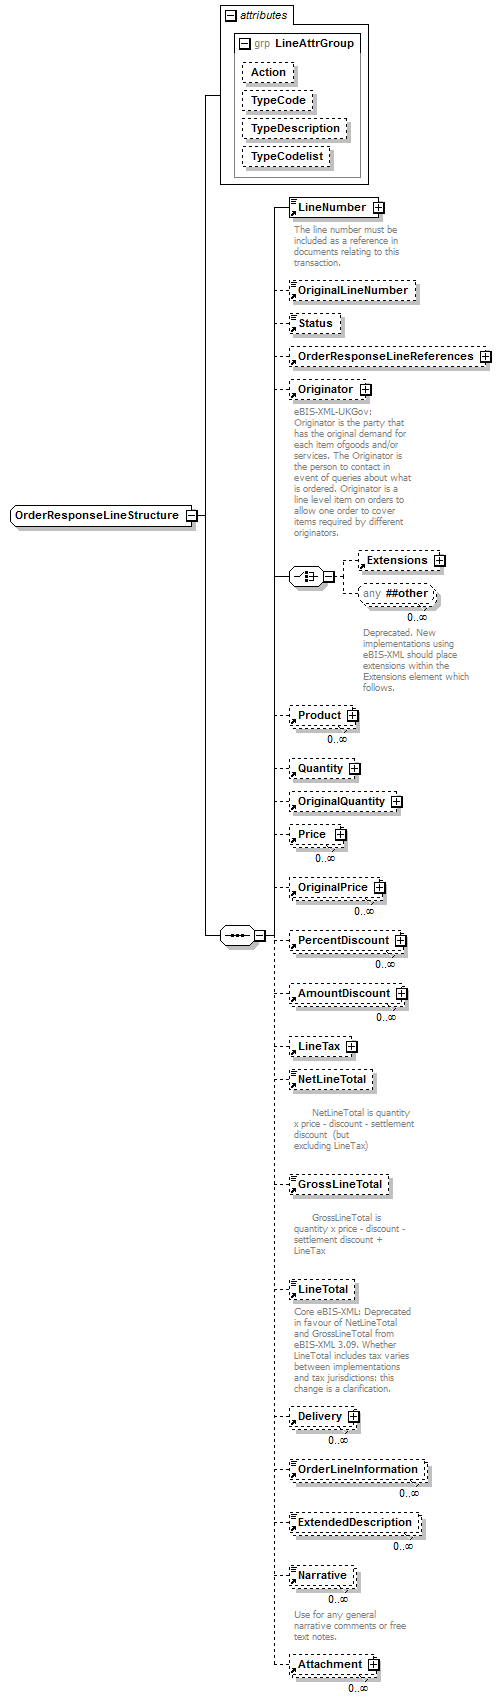 attributes
grp LineAttrGroup
Action
TypeCode
TypeDescription
TypeCodelist
LineNumber
The line number must be
included as a reference in
documents relating to this
transaction.
OriginalLineNumber
Status
OrderResponseLineReferences
Originator
eBIS-XML-UKGov:
Originator is the party that
has the original demand for
each item ofgoods and/or
services. The Originator is
the person to contact in
event of queries about what
is ordered. Originator is a
line level item on orders to
allow one order to cover
items required by different
originators.
OrderResponseLineStructure
Extensions
any ##other
0..∞
Deprecated. New
implementations using
eBIS-XML should place
extensions within the
Extensions element which
follows.
Product
0..∞
Quantity
OriginalQuantity
Price
0..∞
OriginalPrice
0..∞
PercentDiscount
0..∞
AmountDiscount
0..∞
LineTax
NetLineTotal
NetLineTotal is quantity
x price - discount - settlement
discount (but
excluding LineTax)
GrossLineTotal
GrossLineTotal is
quantity x price - discount -
settlement discount +
LineTax
LineTotal
Core eBIS-XML: Deprecated
in favour of NetLineTotal
and GrossLineTotal from
eBIS-XML 3.09. Whether
LineTotal includes tax varies
between implementations
and tax jurisdictions: this
change is a clarification.
Delivery
0..∞
OrderLineInformation
0..∞
ExtendedDescription
0..∞
Narrative
0..∞
Use for any general
narrative comments or free
text notes.
Attachment
0..∞